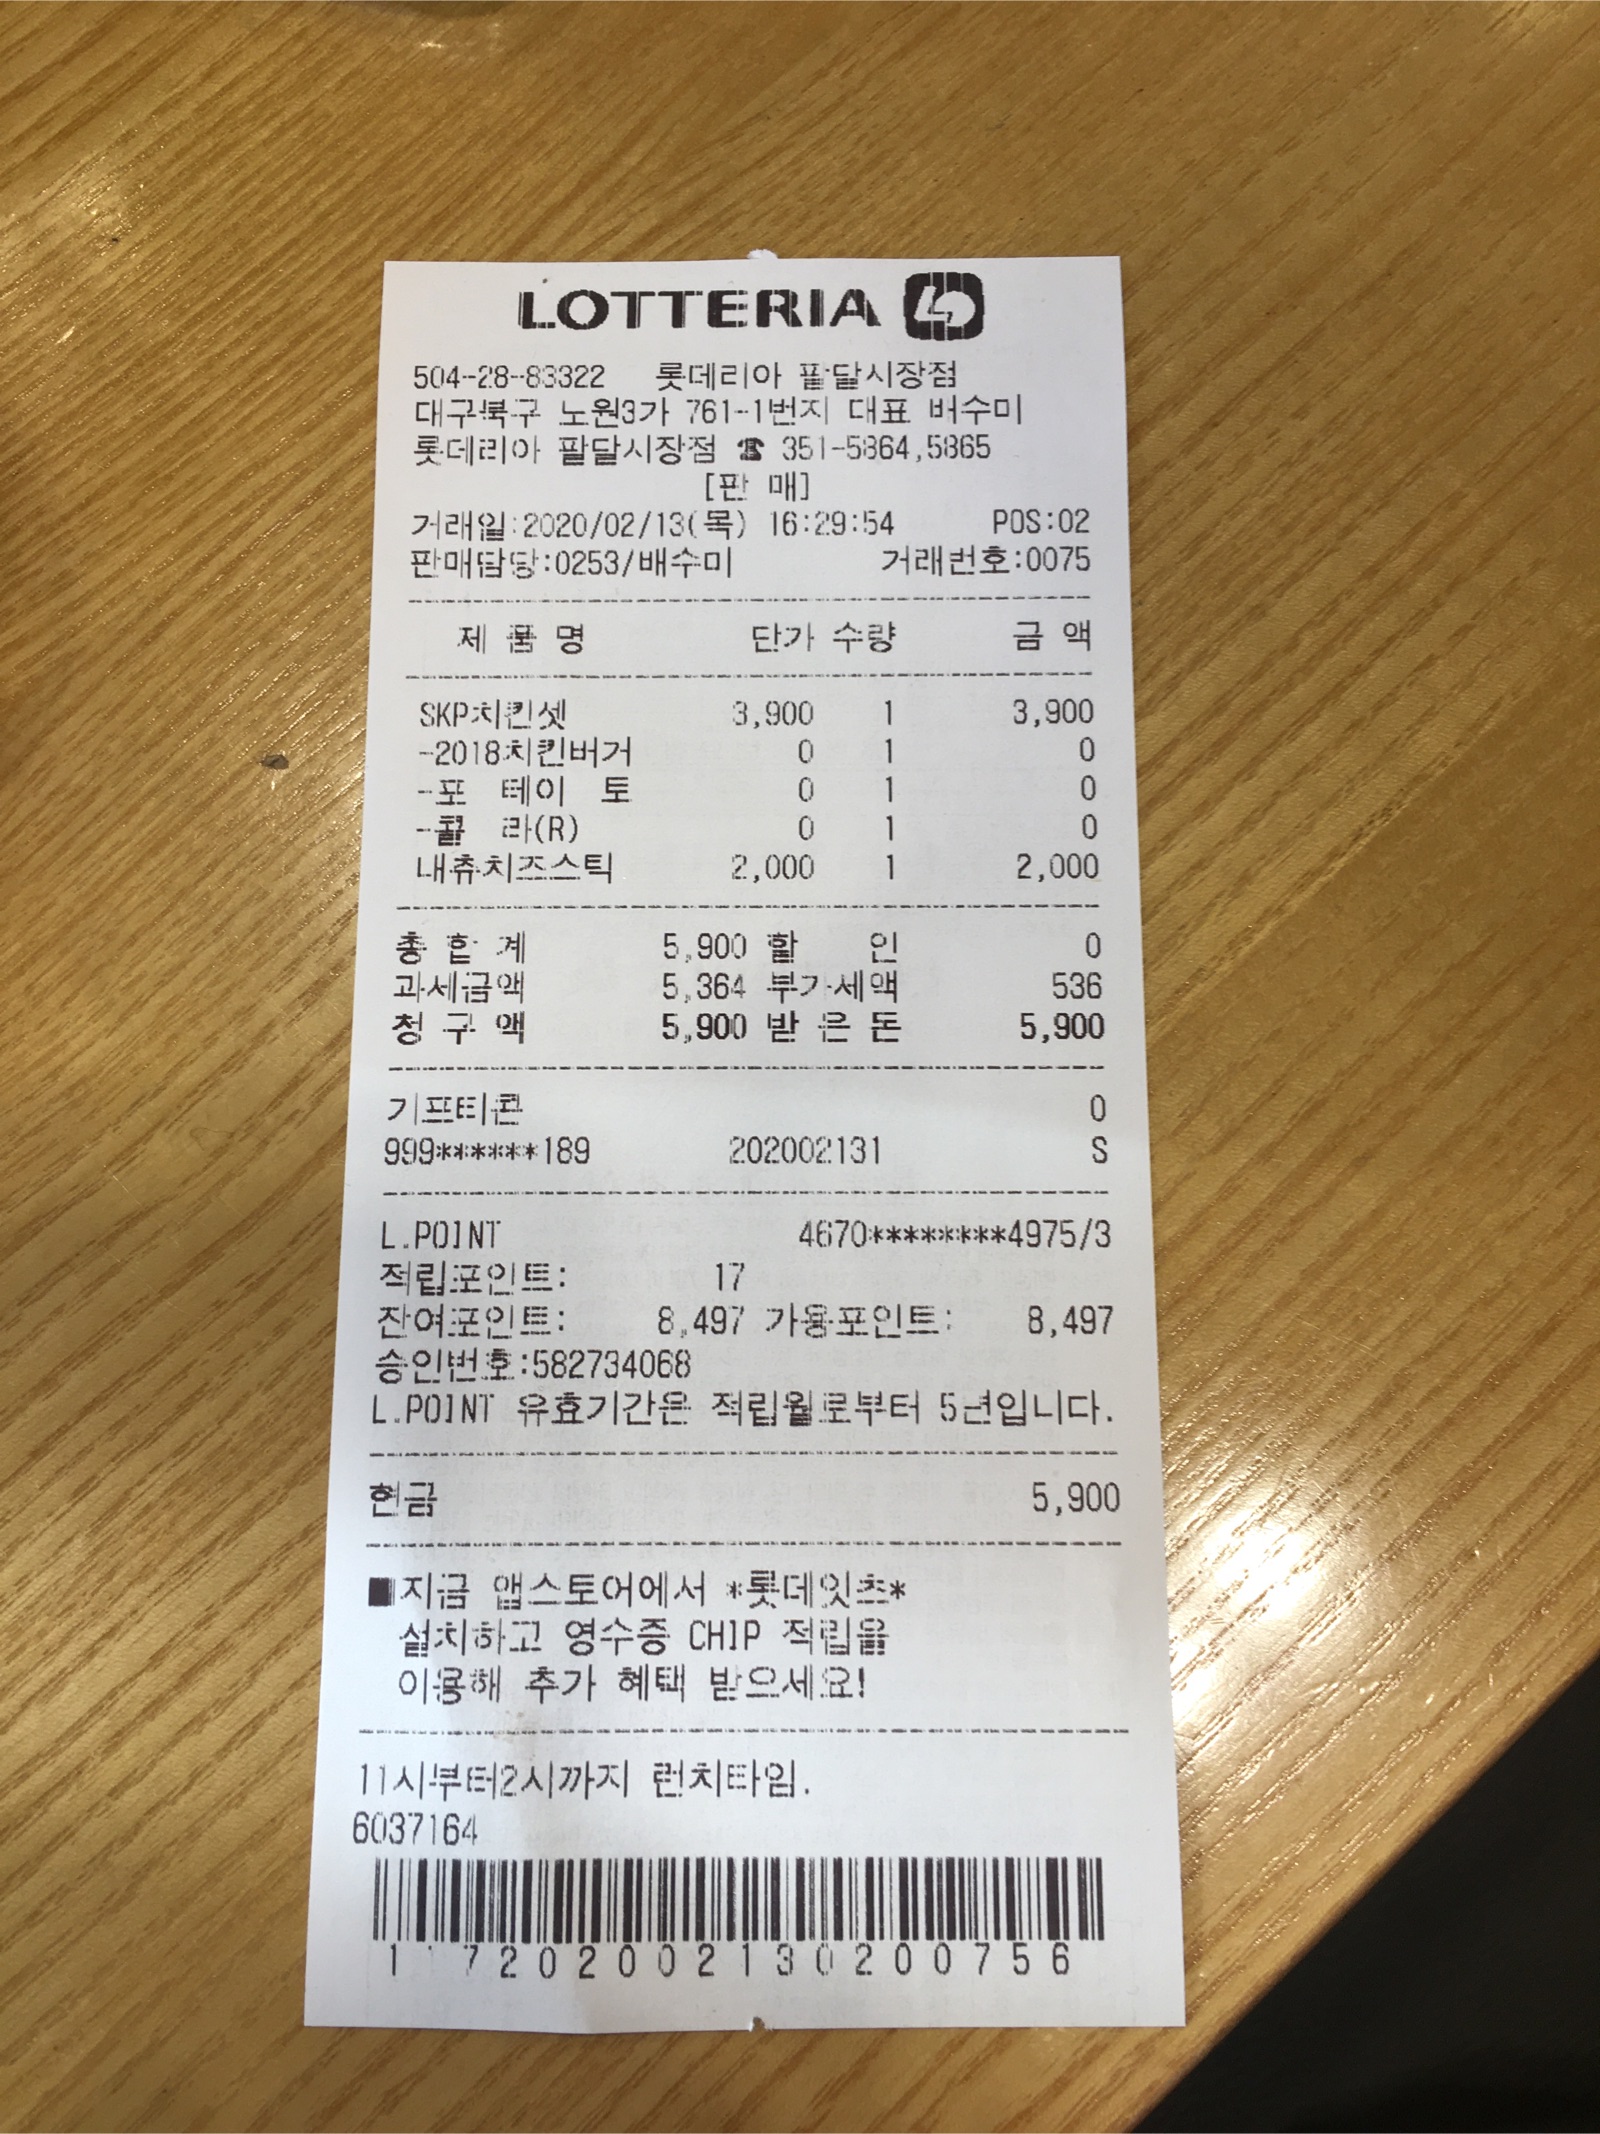 LOTTERIA
504-28-83322 롯데리아 팔달시장점
대구북구 노원3가 761-1번지 대표 배수미
롯데리아 팔달시장점 ☎ 351-5864,5865
[판 매]
거래일:2020/02/13(목) 16:29:54 POS:02
판매담당:0253/배수미 거래번호:0075
제 품 명 단가 수량 금 액
SKP치킨셋 3,900 1 3,900
-2018치킨버거 0 1 0
-포 테이 토 0 1 0
-콜 라(R) 0 1 0
내츄치즈스틱 2,000 1 2,000
총 합 계 5,900 할 인 0
과세금액 5,364 부가세액 536
청 구 액 5,900 받 은 돈 5,900
기프티콘 0
999******189 202002131 S
L.POINT 4670********4975/3
적립포인트: 17
잔여포인트: 8,497 가용포인트: 8,497
승인번호:582734068
L.POINT 유효기간은 적립월로부터 5년입니다.
현금 5,900
■지금 앱스토어에서 *롯데잇츠*
설치하고 영수증 CHIP 적립을
이용해 추가 혜택 받으세요!
11시부터2시까지 런치타임.
6037164
1 7202002130200756